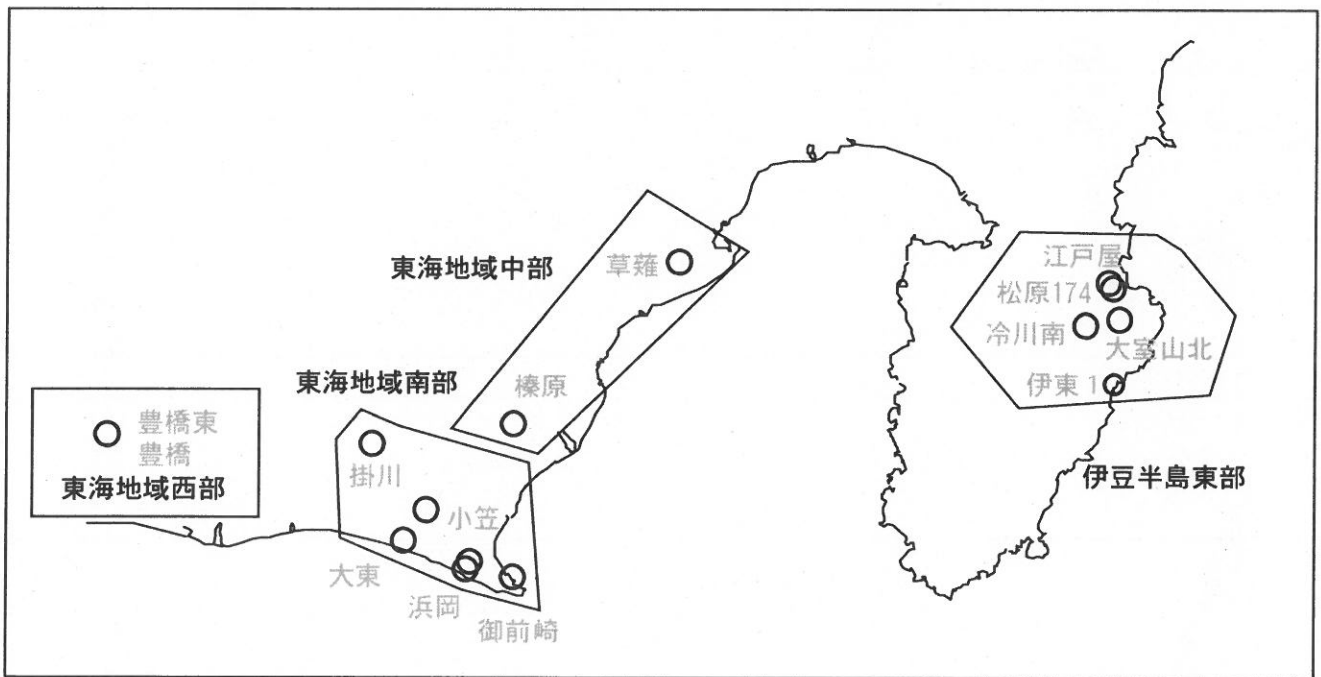 東海地域中部
草薙
東海地域南部
榛原
豊橋東
豊橋
東海地域西部
掛川
小笠
大東
浜岡
御前崎
江戸屋
松原174
冷川南
大室山北
伊東1
伊豆半島東部